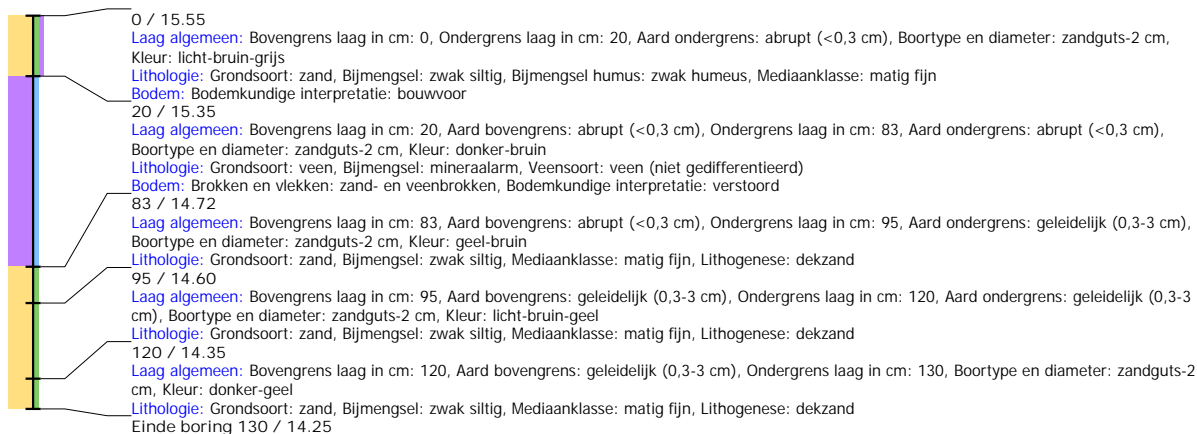 0 / 15.55
Laag algemeen: Bovengrens laag in cm: 0, Ondergrens laag in cm: 20, Aard ondergrens: abrupt (<0,3 cm), Boortype en diameter: zandguts-2 cm,
Kleur: licht-bruin-grijs
Lithologie: Grondsoort: zand, Bijmengsel: zwak siltig, Bijmengsel humus: zwak humeus, Mediaanklasse: matig fijn
Bodem: Bodemkundige interpretatie: bouwvoor
20 / 15.35
Laag algemeen: Bovengrens laag in cm: 20, Aard bovengrens: abrupt (<0,3 cm), Ondergrens laag in cm: 83, Aard ondergrens: abrupt (<0,3 cm),
Boortype en diameter: zandguts-2 cm, Kleur: donker-bruin
Lithologie: Grondsoort: veen, Bijmengsel: mineraalarm, Veensoort: veen (niet gedifferentieerd)
Bodem: Brokken en vlekken: zand- en veenbrokken, Bodemkundige interpretatie: verstoord
83 / 14.72
Laag algemeen: Bovengrens laag in cm: 83, Aard bovengrens: abrupt (<0,3 cm), Ondergrens laag in cm: 95, Aard ondergrens: geleidelijk (0,3-3 cm),
Boortype en diameter: zandguts-2 cm, Kleur: geel-bruin
Lithologie: Grondsoort: zand, Bijmengsel: zwak siltig, Mediaanklasse: matig fijn, Lithogenese: dekzand
95 / 14.60
Laag algemeen: Bovengrens laag in cm: 95, Aard bovengrens: geleidelijk (0,3-3 cm), Ondergrens laag in cm: 120, Aard ondergrens: geleidelijk (0,3-3
cm), Boortype en diameter: zandguts-2 cm, Kleur: licht-bruin-geel
Lithologie: Grondsoort: zand, Bijmengsel: zwak siltig, Mediaanklasse: matig fijn, Lithogenese: dekzand
120 / 14.35
Laag algemeen: Bovengrens laag in cm: 120, Aard bovengrens: geleidelijk (0,3-3 cm), Ondergrens laag in cm: 130, Boortype en diameter: zandguts-2
cm, Kleur: donker-geel
Lithologie: Grondsoort: zand, Bijmengsel: zwak siltig, Mediaanklasse: matig fijn, Lithogenese: dekzand
Einde boring 130 / 14.25